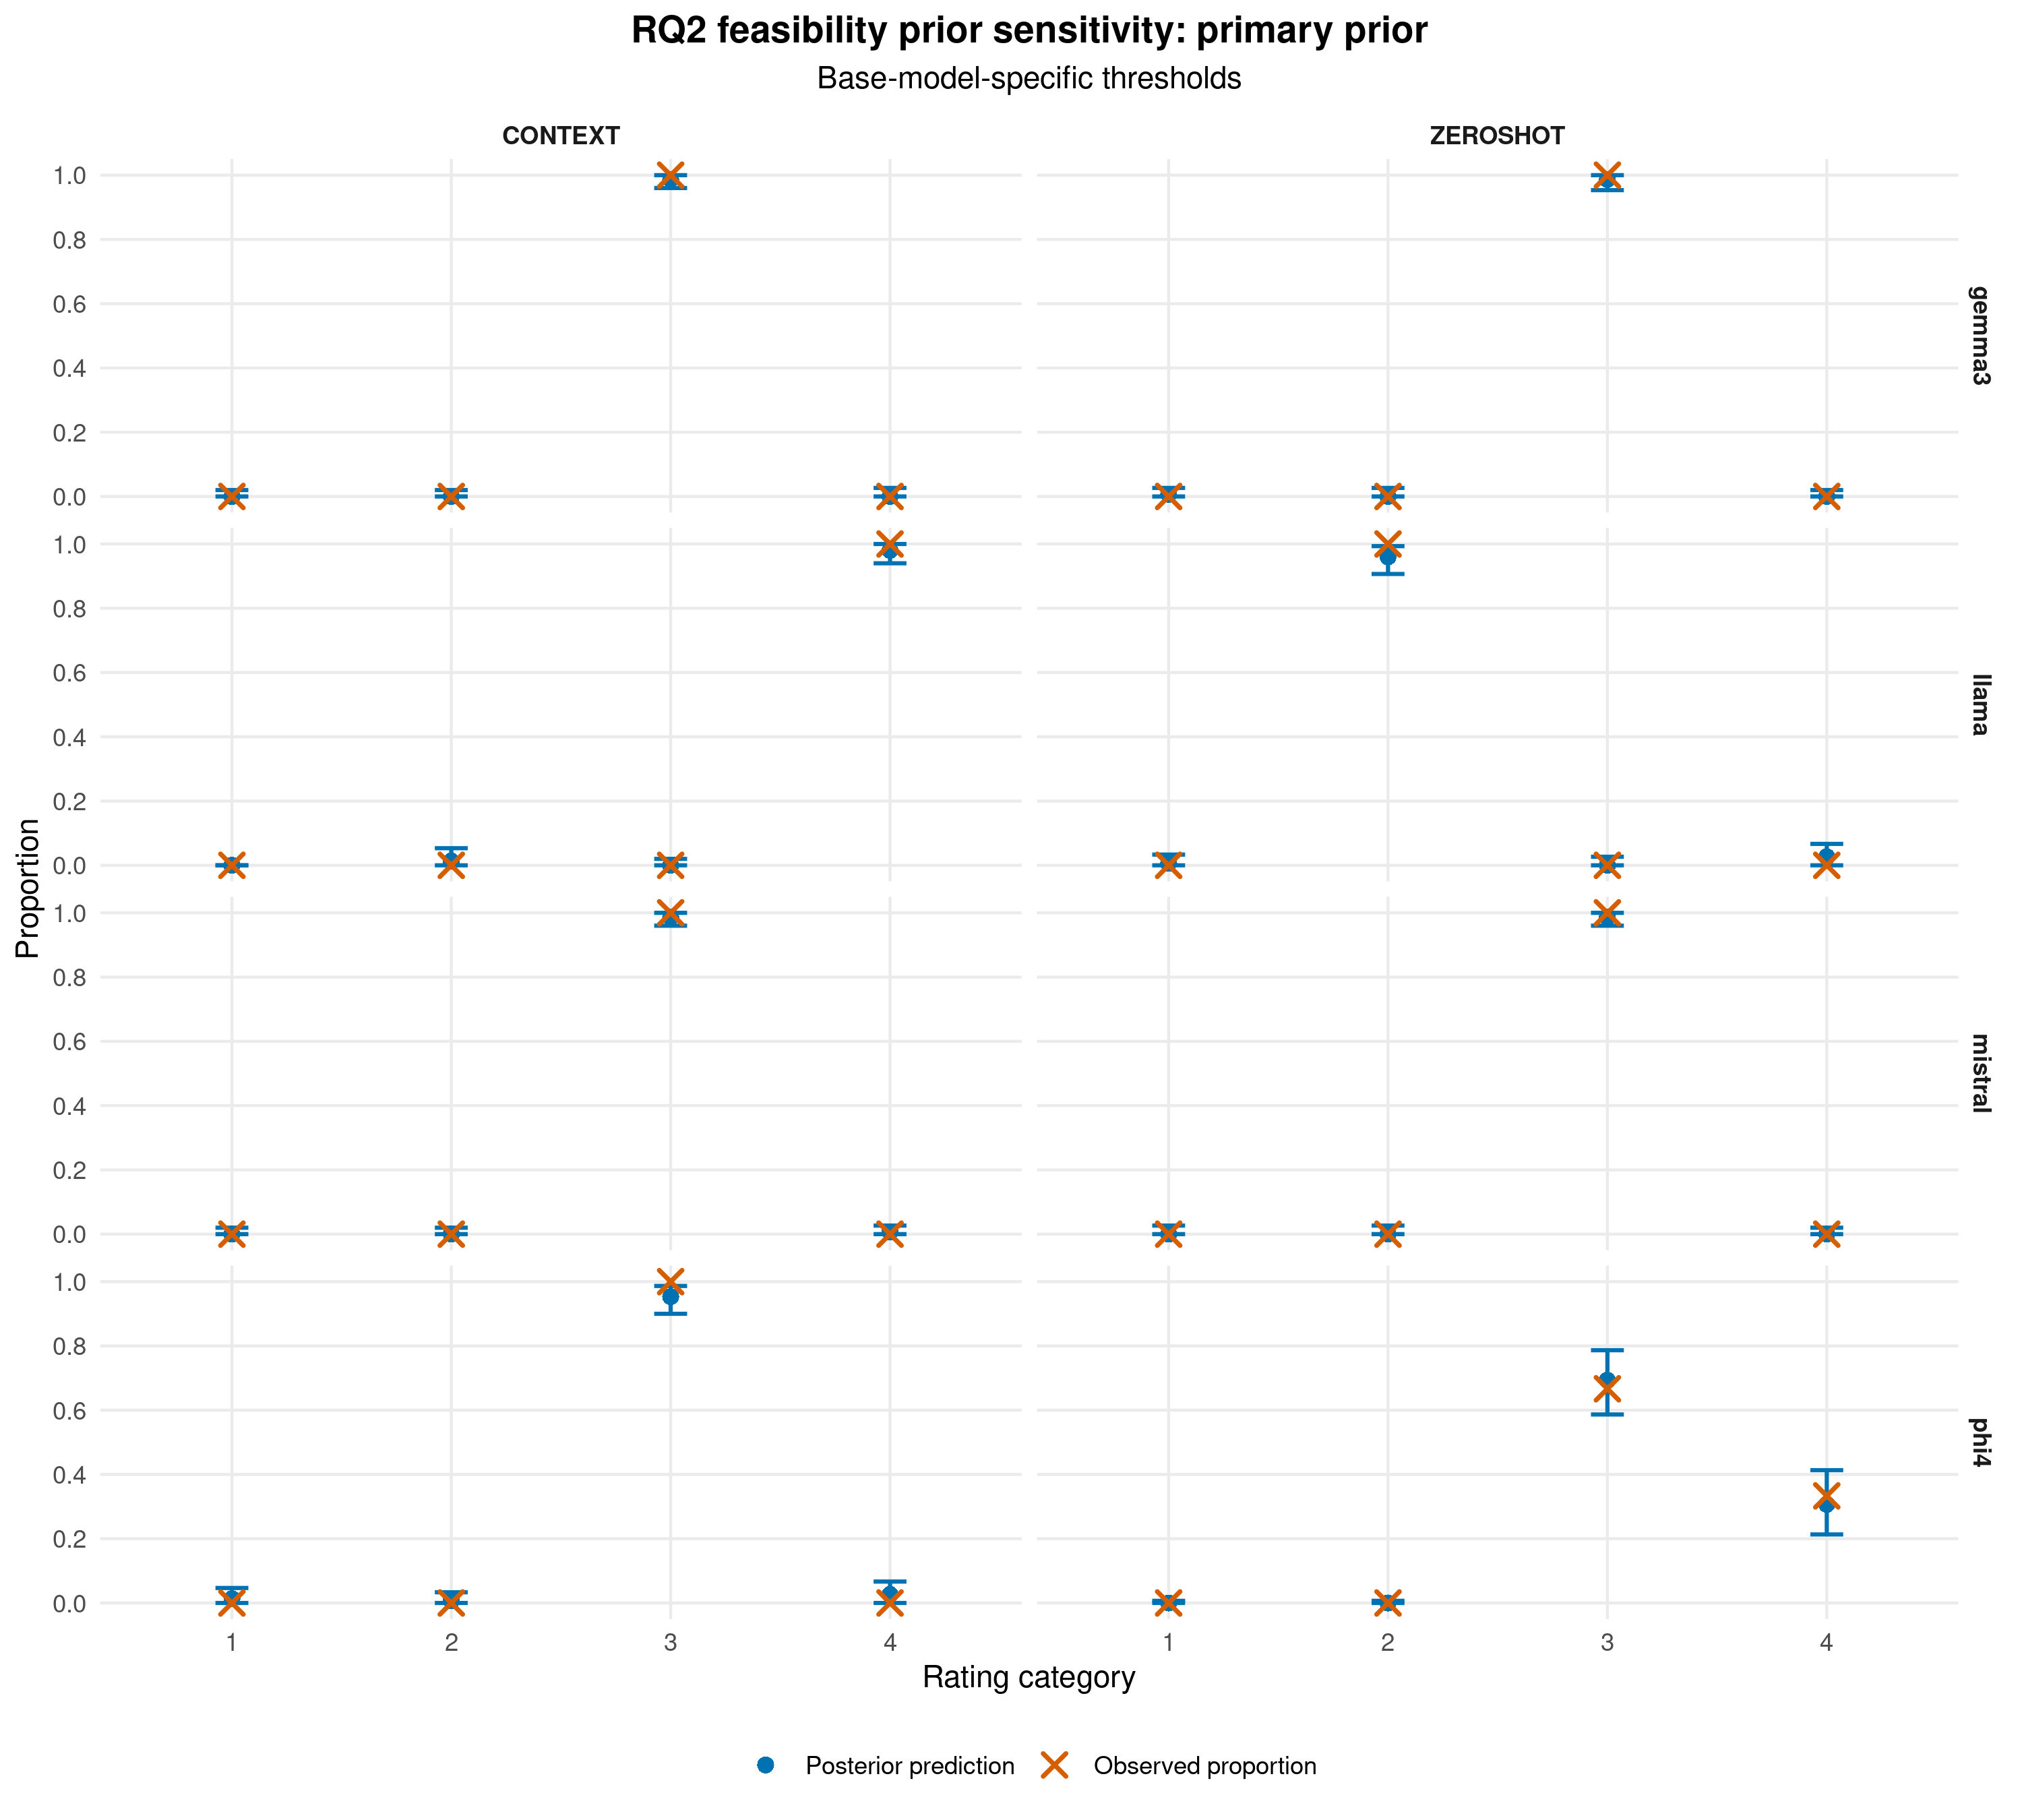 RQ2 feasibility prior sensitivity: primary prior
Base-model-specific thresholds
CONTEXT
ZEROSHOT
1.0
0.8
0.6
0.4
0.2
0.0
gemma3
1.0
0.8
0.6
0.4
0.2
0.0
llama
1.0
0.8
0.6
0.4
0.2
0.0
mistral
1.0
0.8
0.6
0.4
0.2
0.0
phi4
Proportion
1 2 3 4 1 2 3 4
Rating category
Posterior prediction Observed proportion